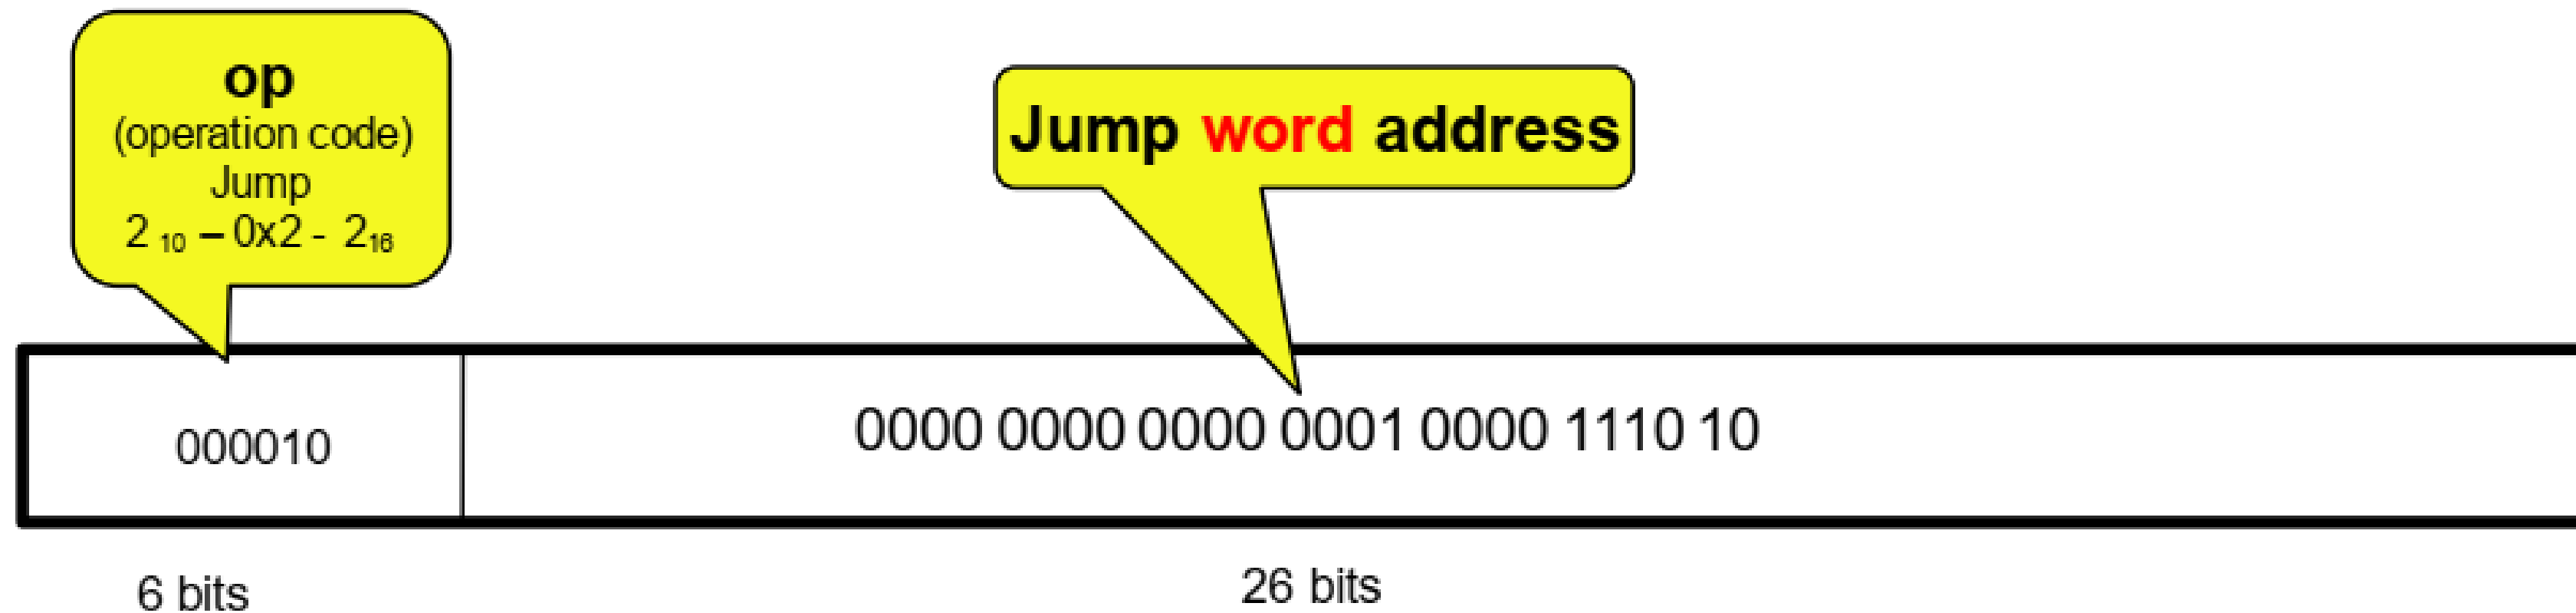 op
(operation code)
Jump
2 10 – 0x2 - 216
Jump word address
000010
0000 0000 0000 0001 0000 1110 10
6 bits
26 bits